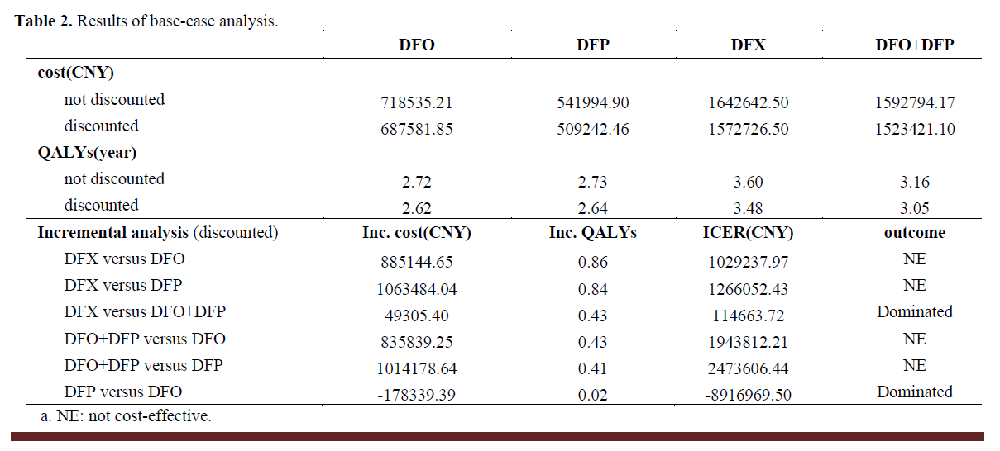 Table 2. Results of base-case analysis.
DFO DFP DFX DFO+DFP
cost(CNY)
not discounted 718535.21 541994.90 1642642.50 1592794.17
discounted 687581.85 509242.46 1572726.50 1523421.10
QALYs(year)
not discounted 2.72 2.73 3.60 3.16
discounted 2.62 2.64 3.48 3.05
Incremental analysis (discounted) Inc. cost(CNY) Inc. QALYs ICER(CNY) outcome
DFX versus DFO 885144.65 0.86 1029237.97 NE
DFX versus DFP 1063484.04 0.84 1266052.43 NE
DFX versus DFO+DFP 49305.40 0.43 114663.72 Dominated
DFO+DFP versus DFO 835839.25 0.43 1943812.21 NE
DFO+DFP versus DFP 1014178.64 0.41 2473606.44 NE
DFP versus DFO -178339.39 0.02 -8916969.50 Dominated
a. NE: not cost-effective.